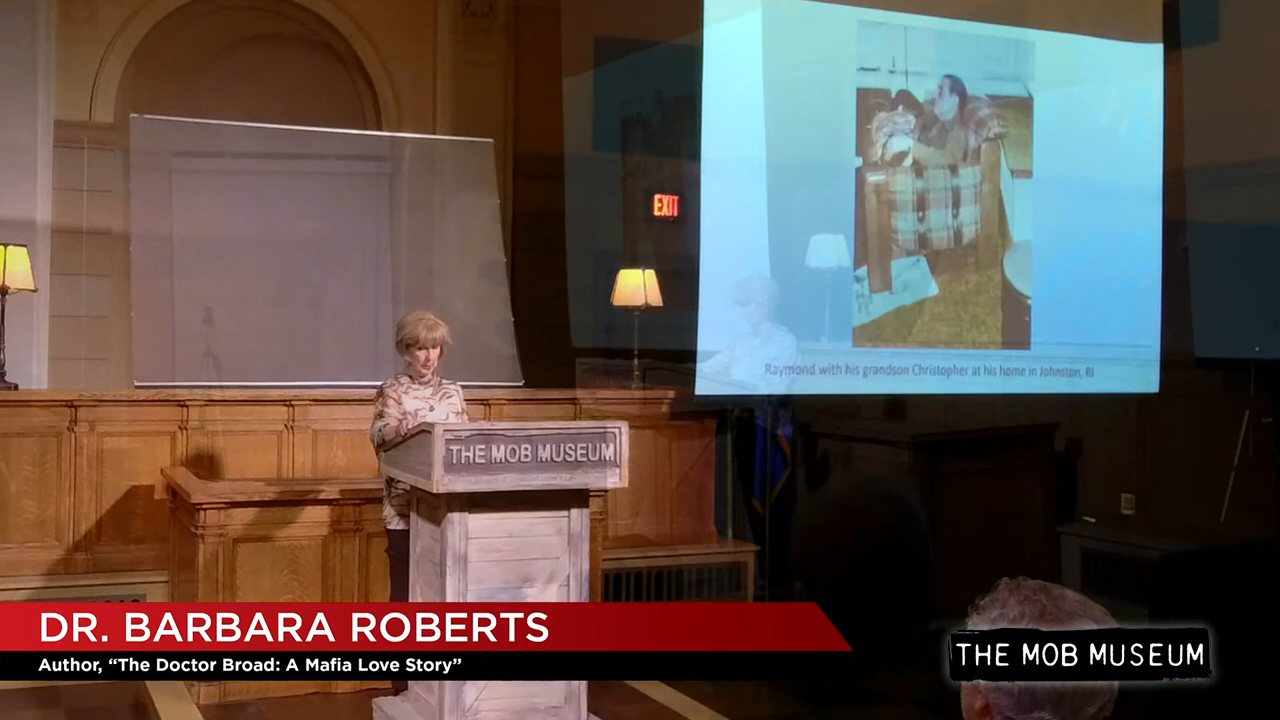 EXIT
Raymond with his grandson Christopher at his home in Johnston, RI
THE MOB MUSEUM
DR. BARBARA ROBERTS
Author, “The Doctor Broad: A Mafia Love Story”
THE MOB MUSEUM